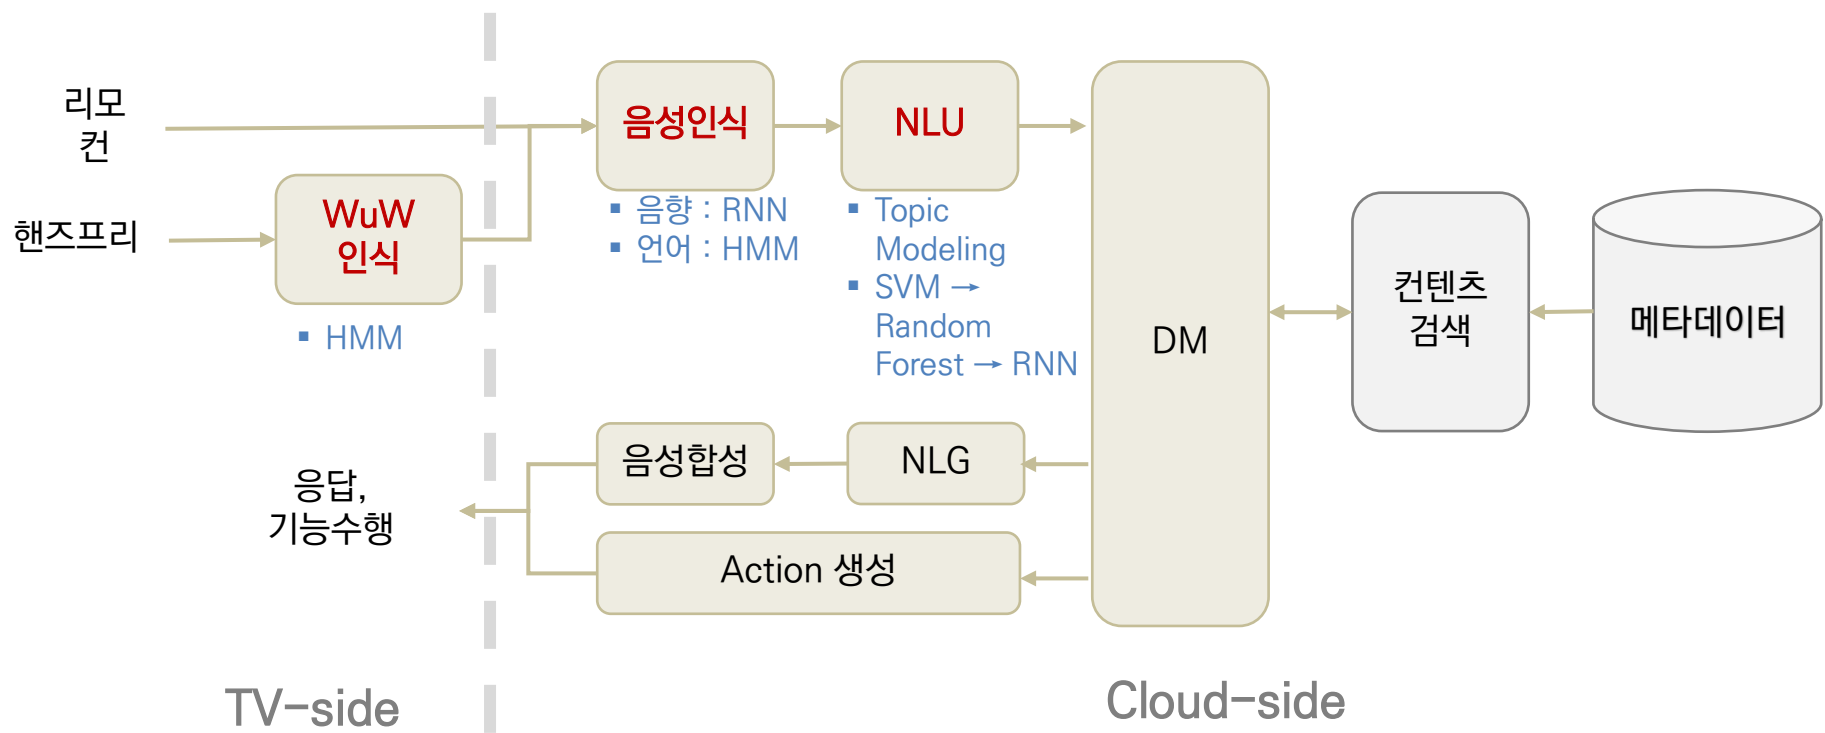 리모
컨
핸즈프리
WuW
인식
▪ HMM
음성인식
▪ 음향 : RNN
▪ 언어 : HMM
NLU
▪ Topic
Modeling
▪ SVM →
Random
Forest → RNN
DM
컨텐츠
검색
메타데이터
음성합성
NLG
Action 생성
응답,
기능수행
TV-side
Cloud-side